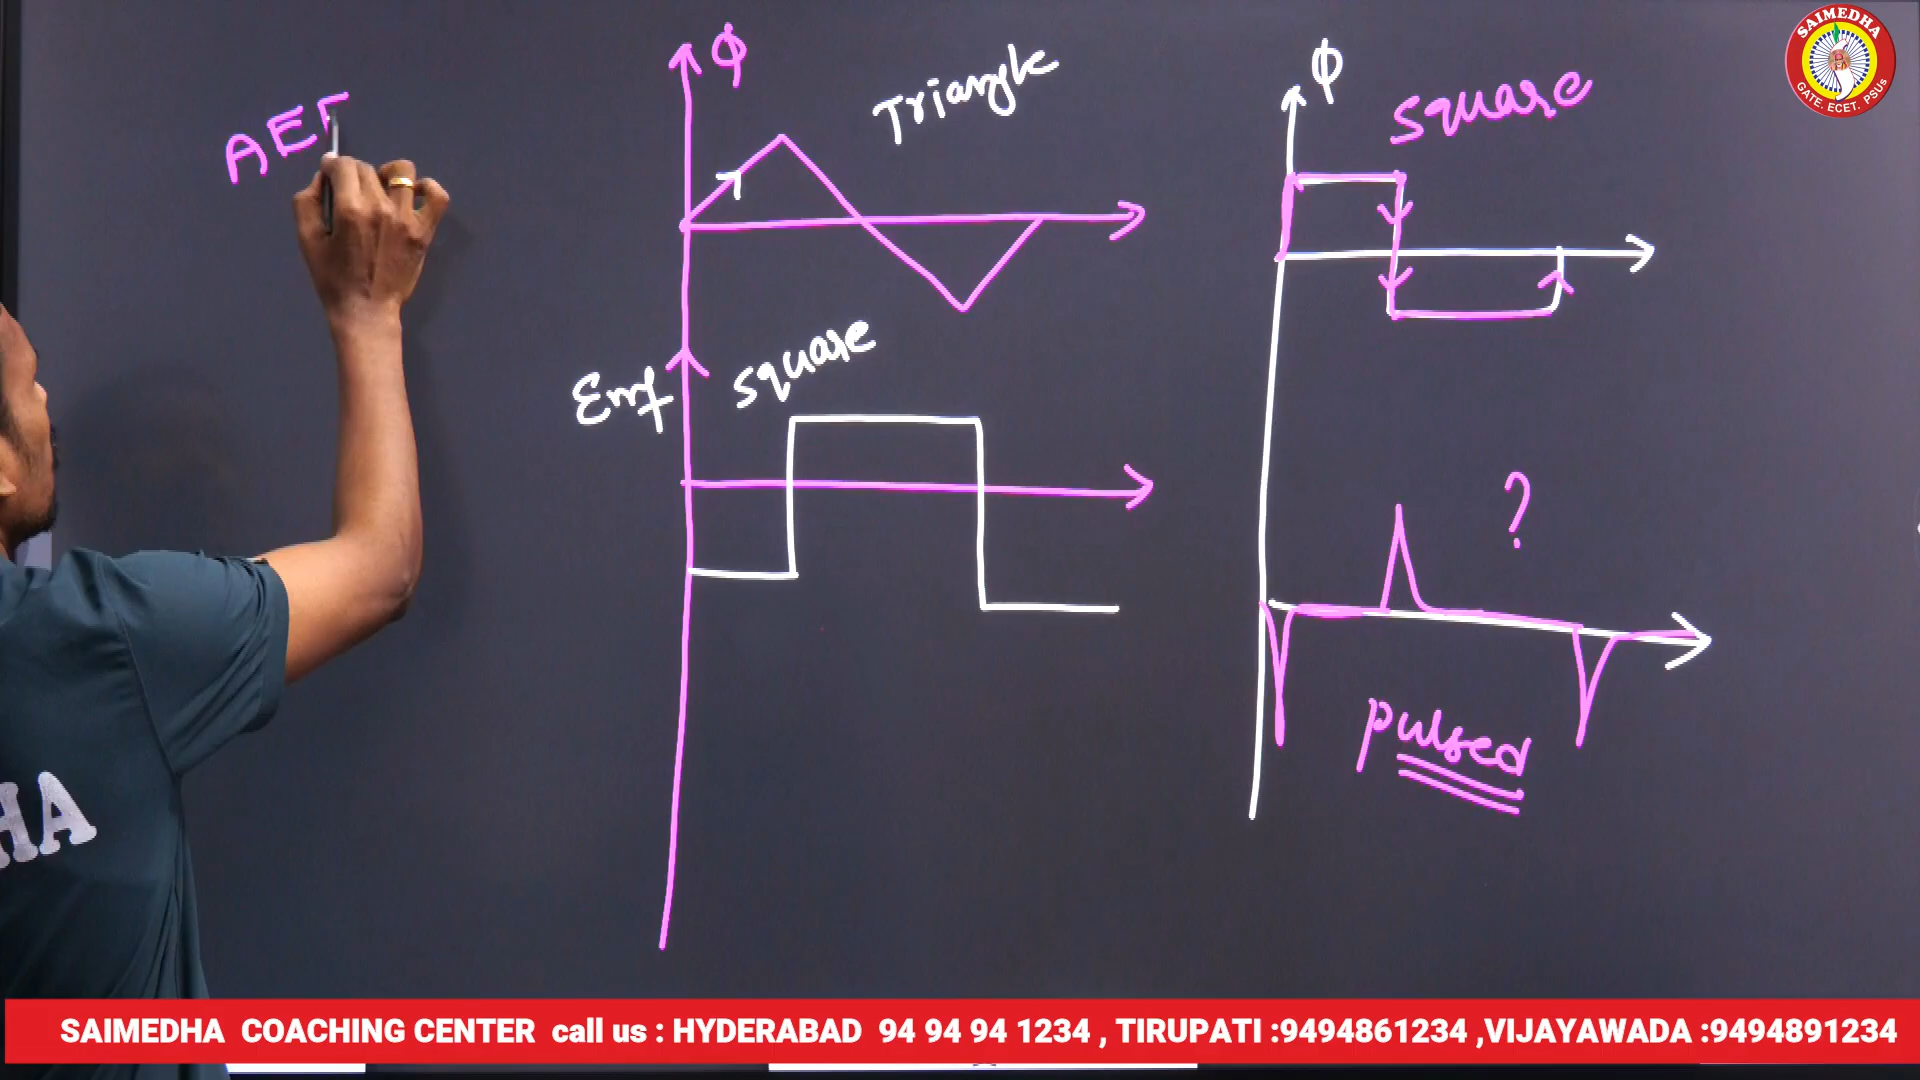 AEE
Φ
Triangle
Emf
square
Φ
square
?
pulsed
SAIMEDHA
GATE. ECET. PSUs
HA
SAIMEDHA COACHING CENTER call us : HYDERABAD 94 94 94 1234 , TIRUPATI :9494861234 ,VIJAYAWADA :9494891234